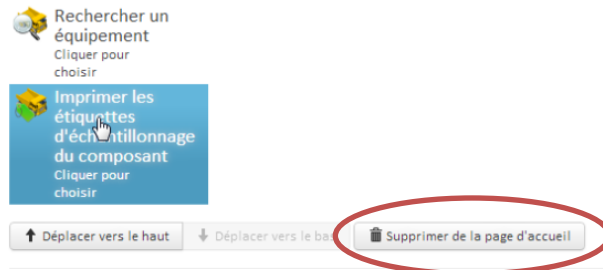 Rechercher un
équipement
Cliquer pour
choisir
Imprimer les
étiquettes
d'échantillonnage
du composant
Cliquer pour
choisir
Déplacer vers le haut Déplacer vers le bas Supprimer de la page d'accueil